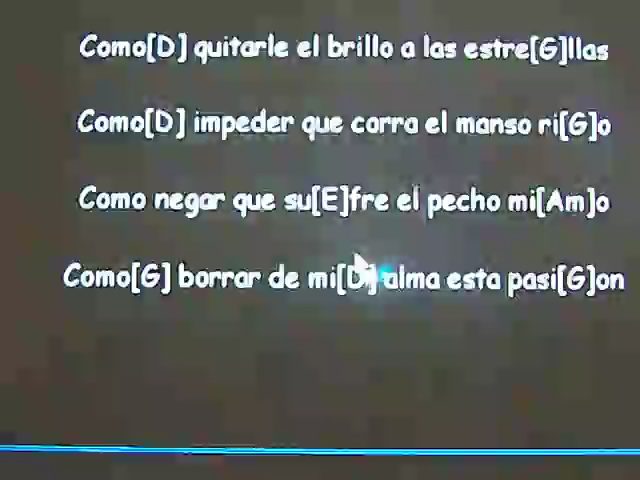 Como[D] quitarle el brillo a las estre[G]llas
Como[D] impeder que corra el manso ri[G]o
Como negar que su[E]fre el pecho mi[Am]o
Como[G] borrar de mi[D] alma esta pasi[G]on